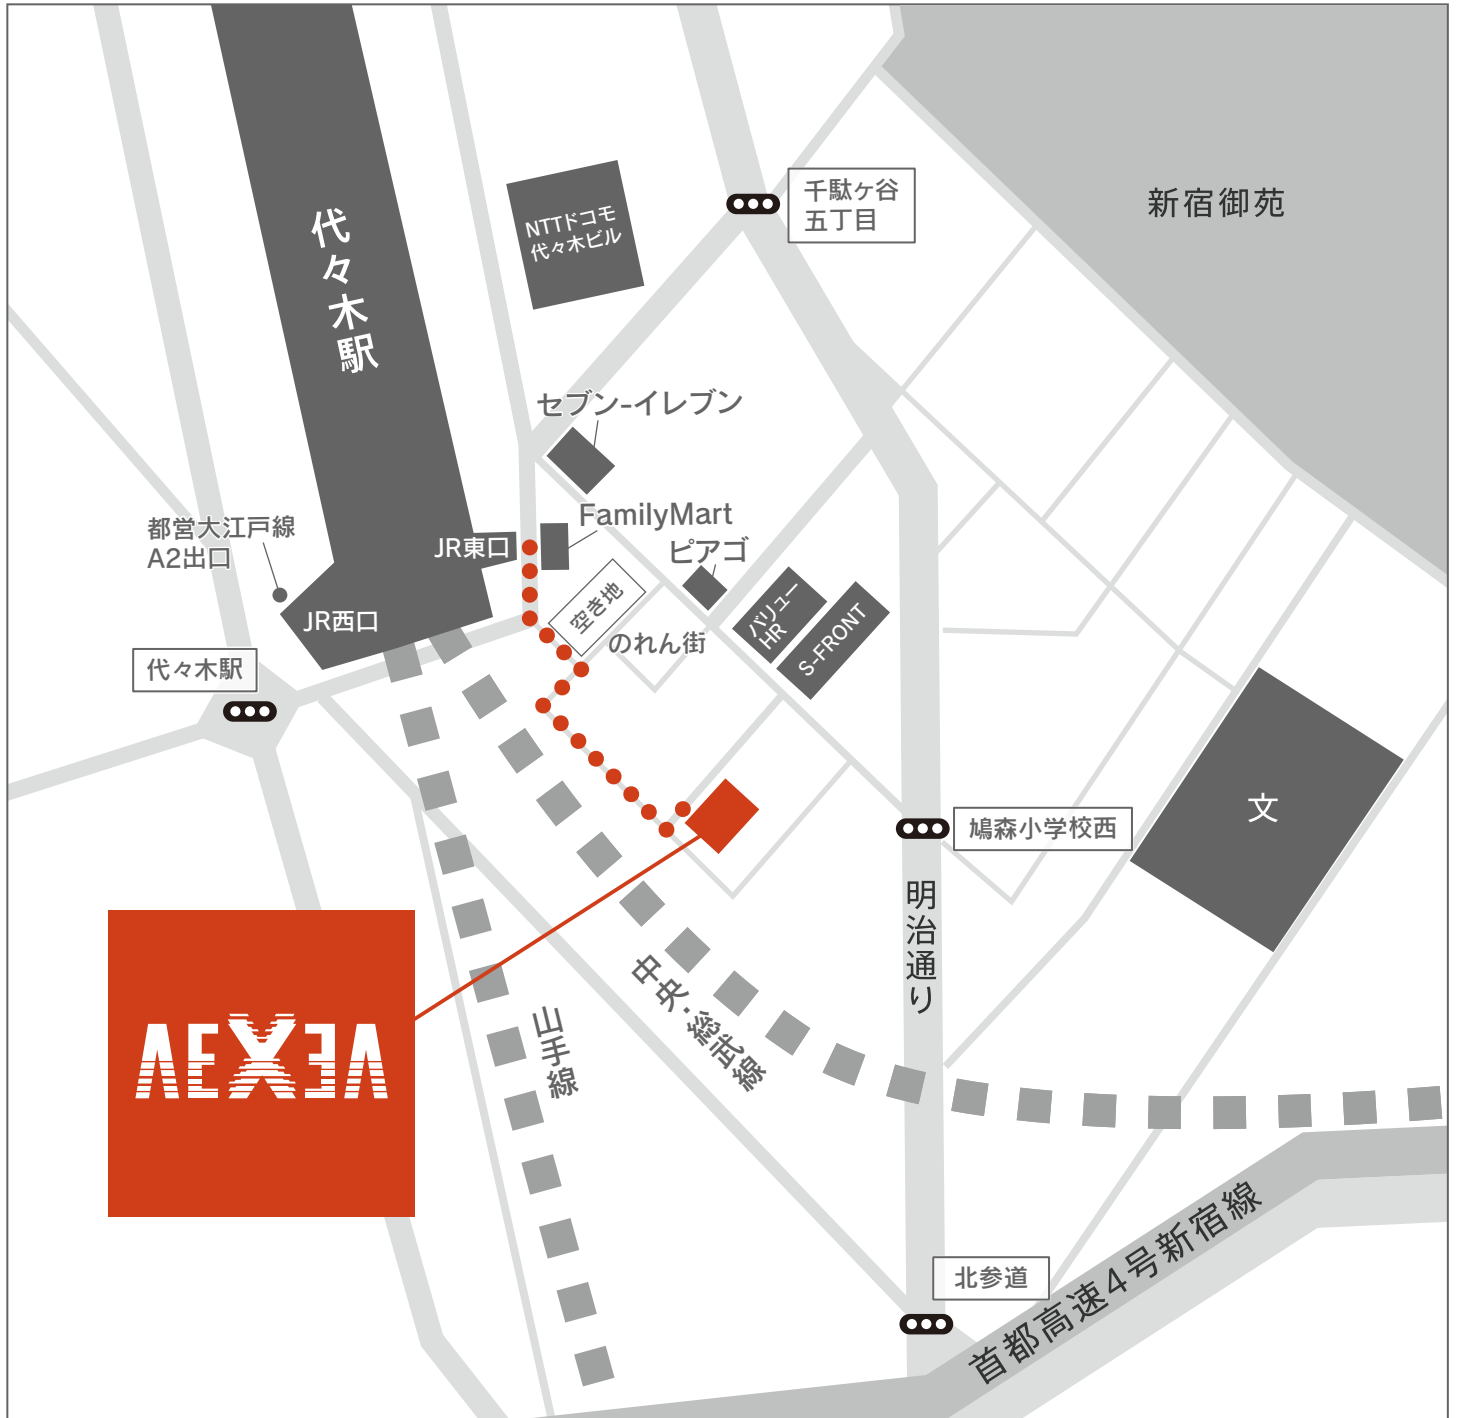 新宿御苑
千駄ヶ谷
五丁目
NTTドコモ
代々木ビル
代々木駅
セブン-イレブン
FamilyMart
ピアゴ
都営大江戸線
A2出口
JR東口
JR西口
空き地
のれん街
バリュー
HR
S-FRONT
代々木駅
文
鳩森小学校西
明治通り
中央・総武線
山手線
AEXEA
北参道
首都高速4号新宿線